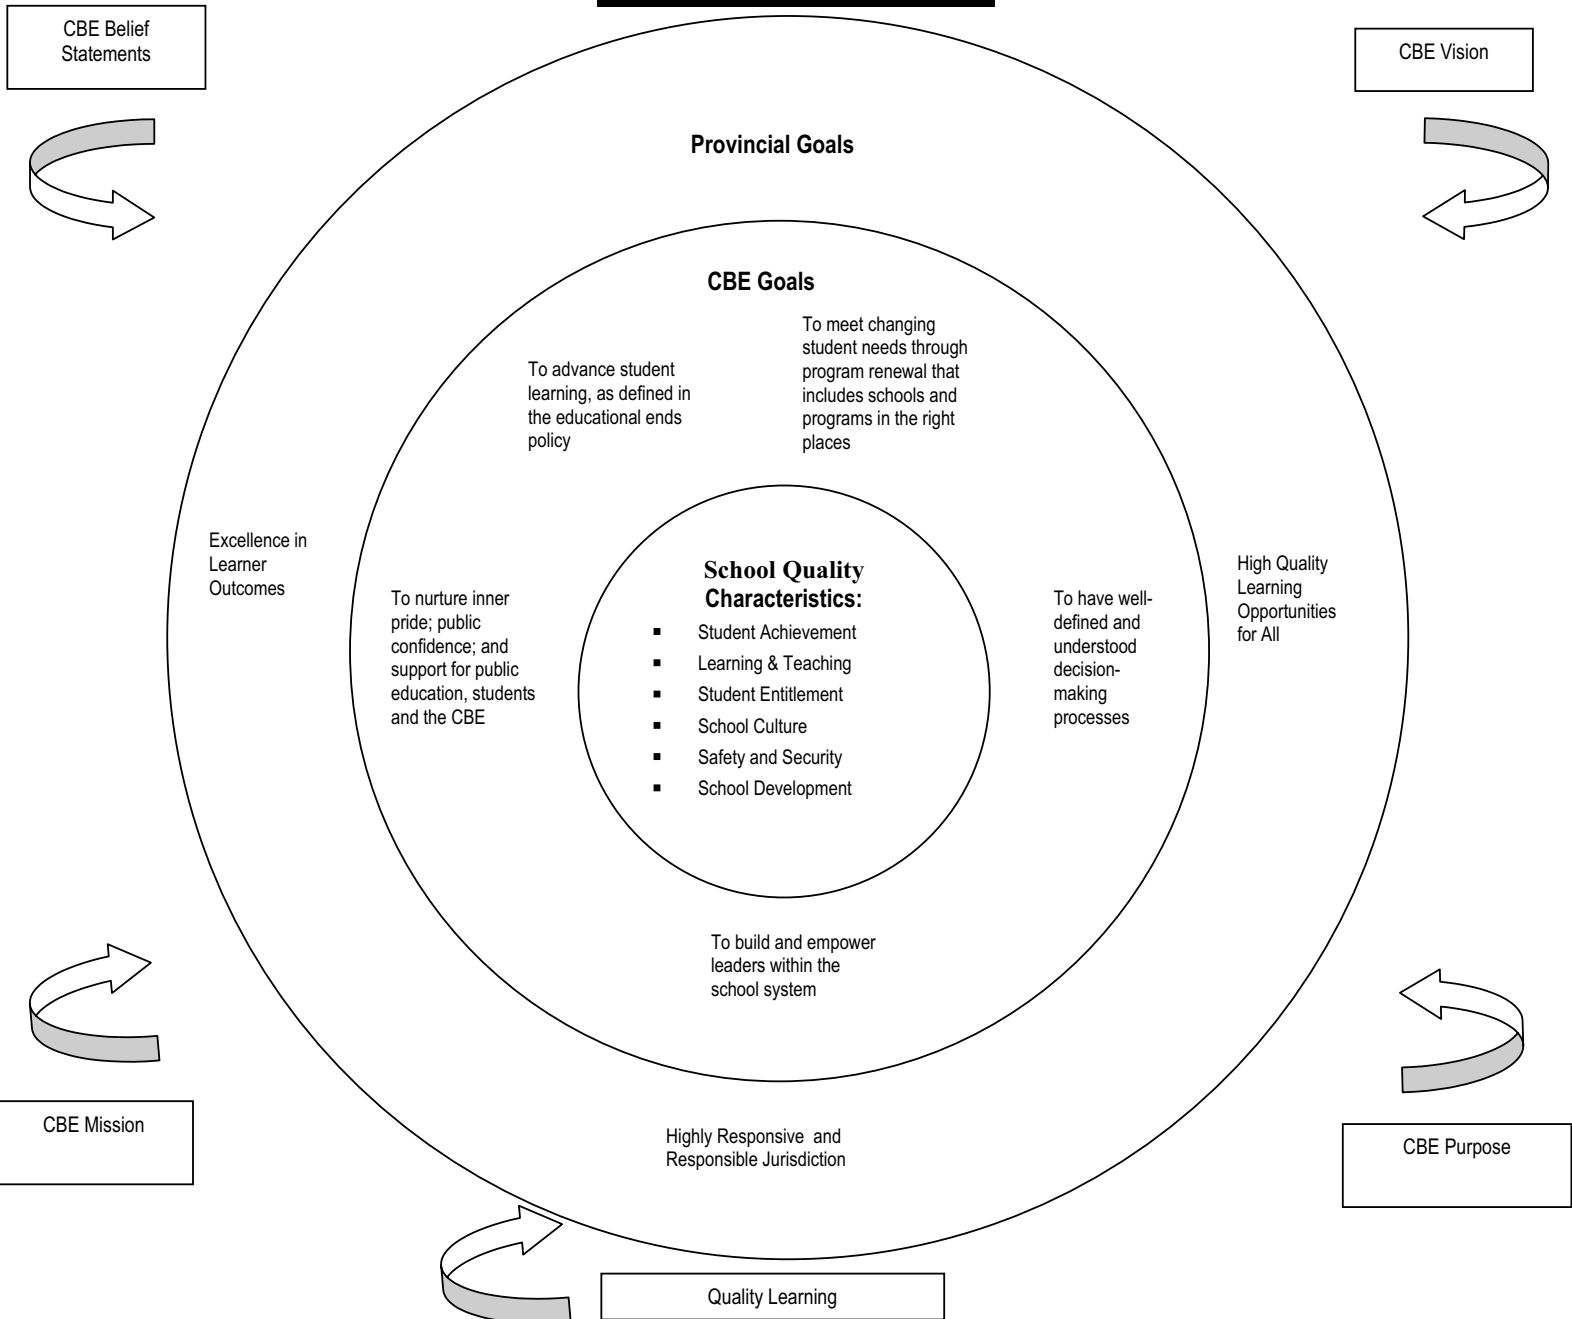 CBE Belief
Statements
CBE Vision
Provincial Goals
CBE Goals
To advance student
learning, as defined in
the educational ends
policy
To meet changing
student needs through
program renewal that
includes schools and
programs in the right
places
Excellence in
Learner
Outcomes
To nurture inner
pride; public
confidence; and
support for public
education, students
and the CBE
School Quality
Characteristics:
▪ Student Achievement
▪ Learning & Teaching
▪ Student Entitlement
▪ School Culture
▪ Safety and Security
▪ School Development
To have well-
defined and
understood
decision-
making
processes
High Quality
Learning
Opportunities
for All
To build and empower
leaders within the
school system
Highly Responsive and
Responsible Jurisdiction
CBE Mission
CBE Purpose
Quality Learning